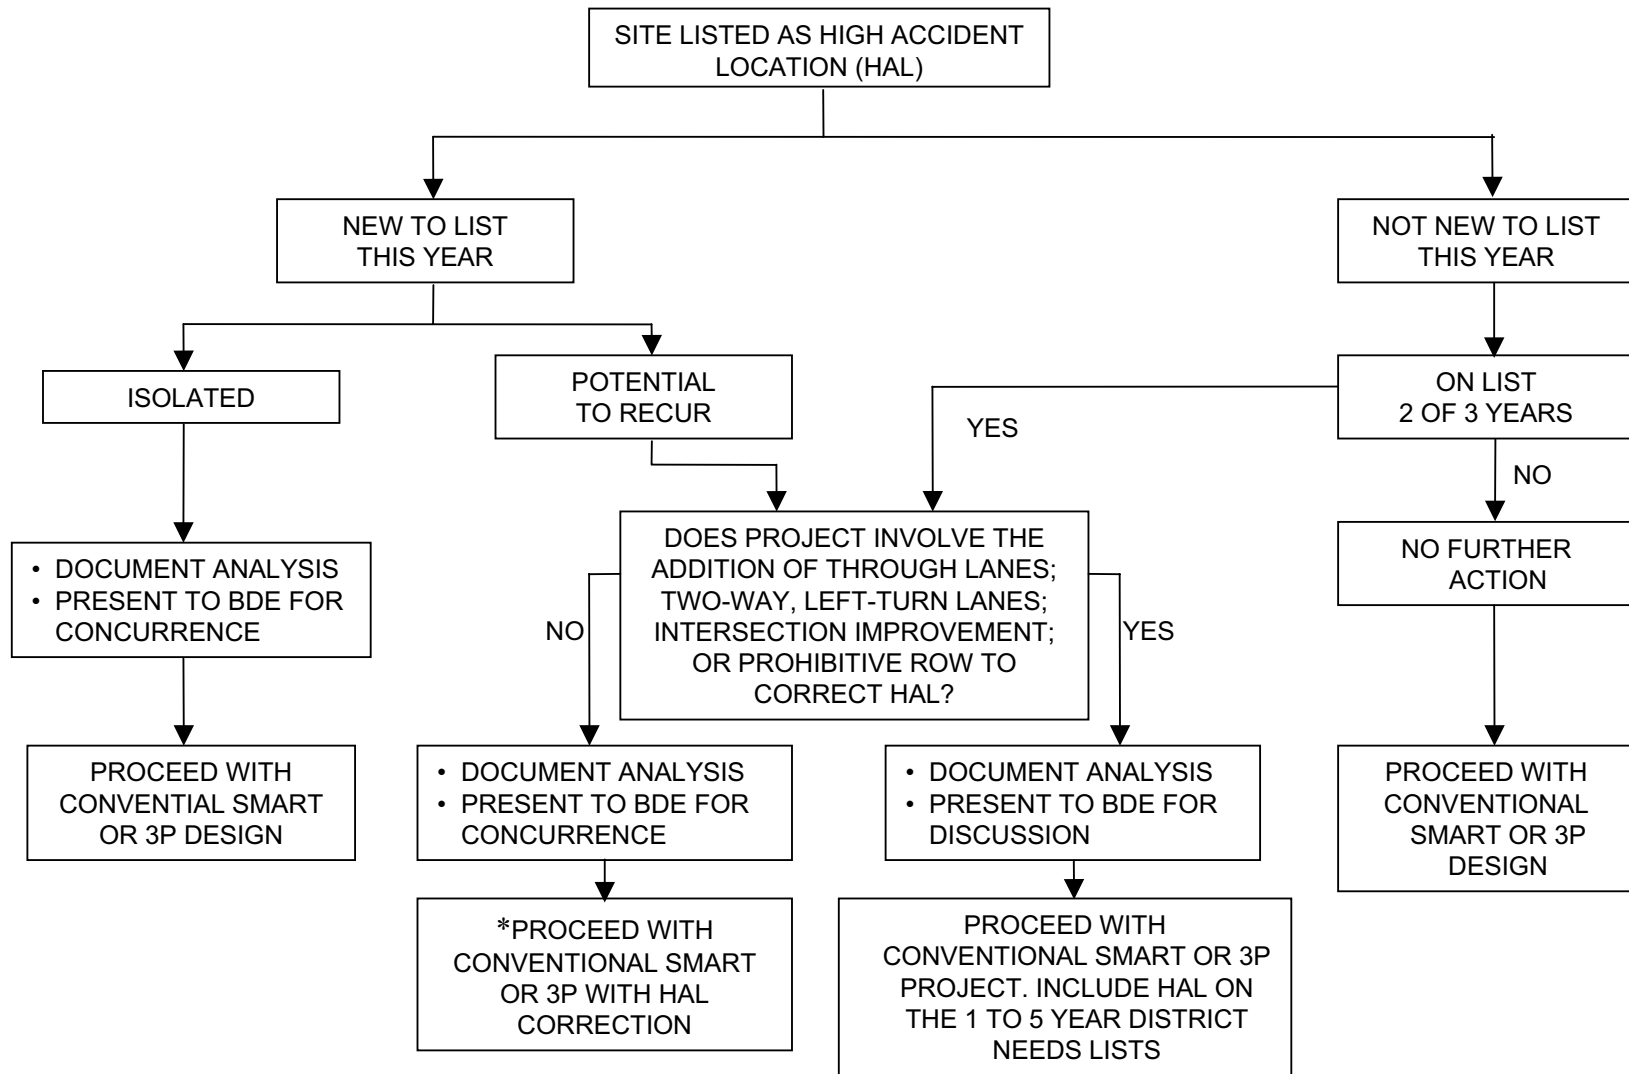 SITE LISTED AS HIGH ACCIDENT
LOCATION (HAL)
NEW TO LIST
THIS YEAR
NOT NEW TO LIST
THIS YEAR
ISOLATED
POTENTIAL
TO RECUR
ON LIST
2 OF 3 YEARS
YES
NO
• DOCUMENT ANALYSIS
• PRESENT TO BDE FOR
CONCURRENCE
DOES PROJECT INVOLVE THE
ADDITION OF THROUGH LANES;
TWO-WAY, LEFT-TURN LANES;
INTERSECTION IMPROVEMENT;
OR PROHIBITIVE ROW TO
CORRECT HAL?
NO FURTHER
ACTION
NO
YES
PROCEED WITH
CONVENTIAL SMART
OR 3P DESIGN
• DOCUMENT ANALYSIS
• PRESENT TO BDE FOR
CONCURRENCE
• DOCUMENT ANALYSIS
• PRESENT TO BDE FOR
DISCUSSION
PROCEED WITH
CONVENTIONAL
SMART OR 3P
DESIGN
*PROCEED WITH
CONVENTIONAL SMART
OR 3P WITH HAL
CORRECTION
PROCEED WITH
CONVENTIONAL SMART OR 3P
PROJECT. INCLUDE HAL ON
THE 1 TO 5 YEAR DISTRICT
NEEDS LISTS